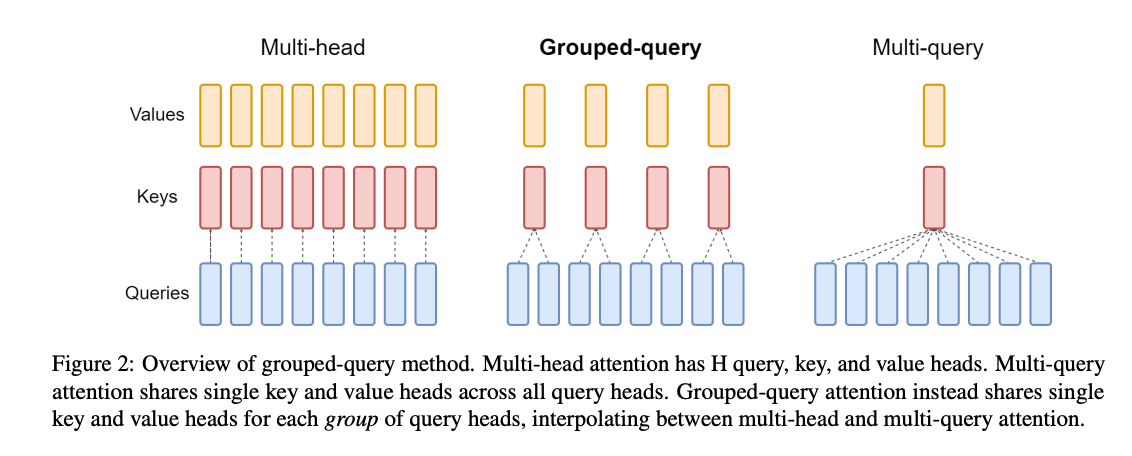 Multi-head
Grouped-query
Multi-query
Values
Keys
Queries
Figure 2: Overview of grouped-query method. Multi-head attention has H query, key, and value heads. Multi-query
attention shares single key and value heads across all query heads. Grouped-query attention instead shares single
key and value heads for each group of query heads, interpolating between multi-head and multi-query attention.